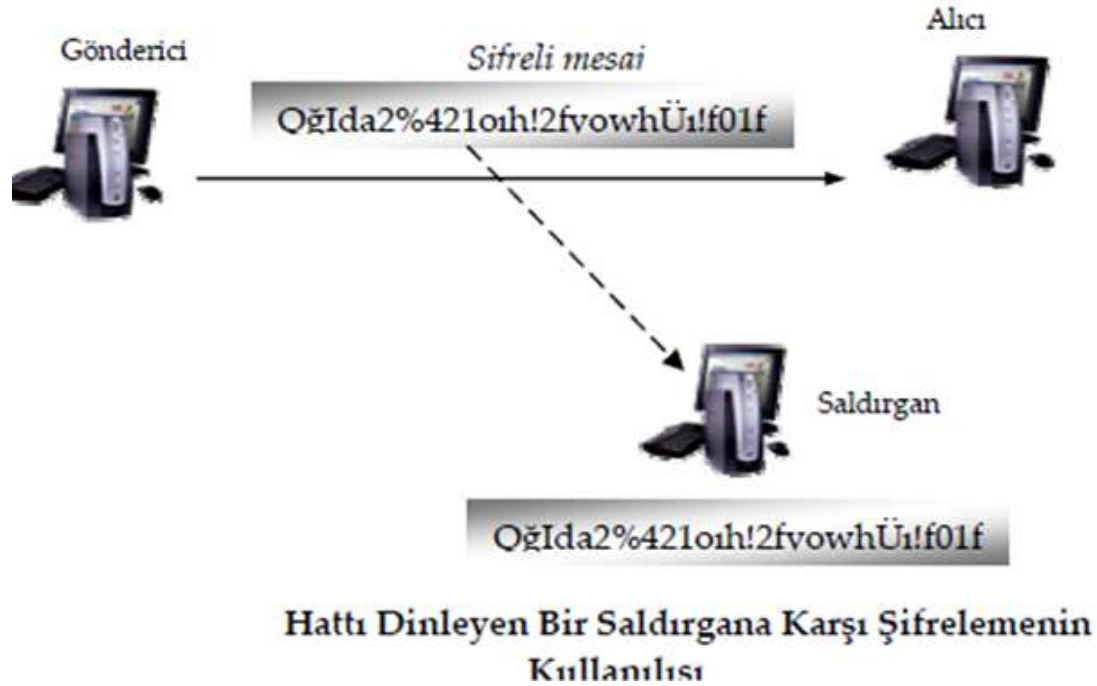 Gönderici
Alıcı
Sifreli mesai
QğIda2%421oıh!2fvowhÜı!f01f
Saldırgan
QğIda2%421oıh!2fvowhÜı!f01f
Hattı Dinleyen Bir Saldırgana Karşı Şifrelemenin
Kullanılışı